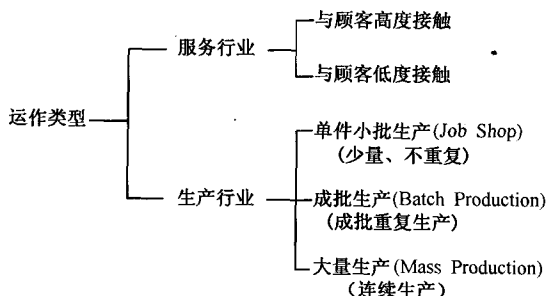 与顾客高度接触
服务行业
与顾客低度接触
运作类型
单件小批生产(Job Shop)
(少量、不重复)
生产行业
成批生产(Batch Production)
(成批重复生产)
大量生产(Mass Production)
(连续生产)